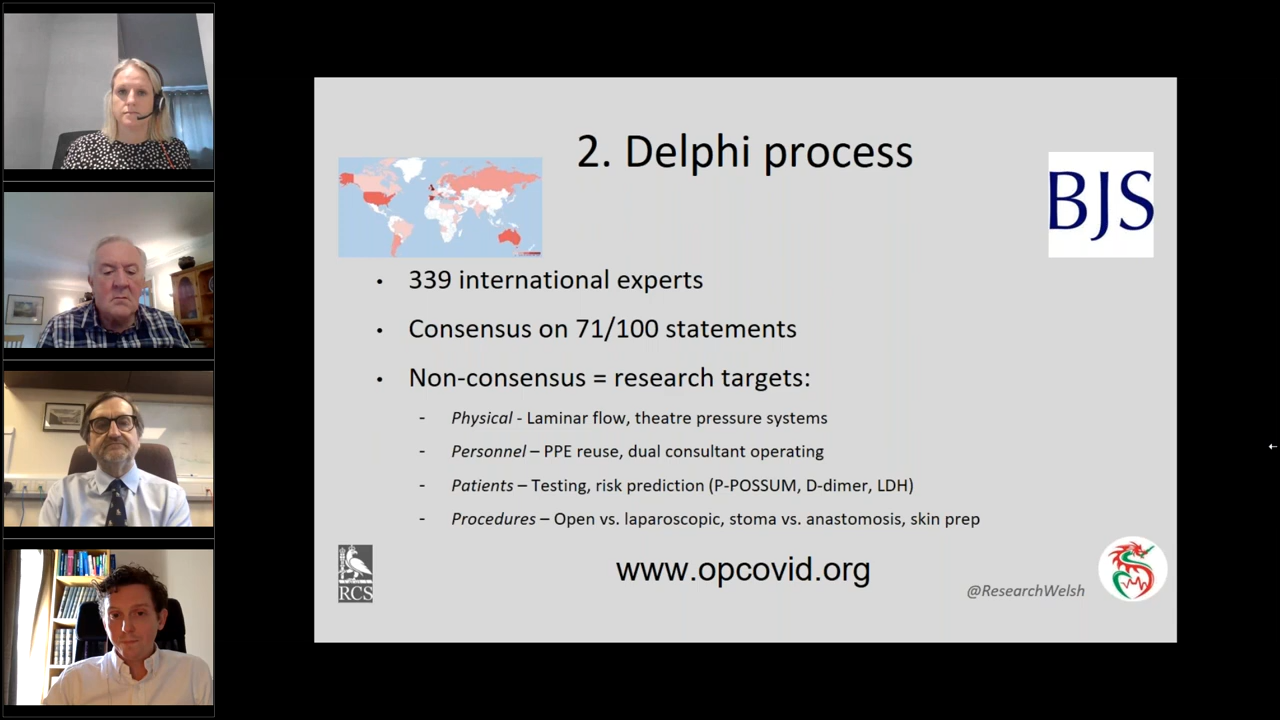 2. Delphi process
BJS
• 339 international experts
• Consensus on 71/100 statements
• Non-consensus = research targets:
- Physical - Laminar flow, theatre pressure systems
- Personnel – PPE reuse, dual consultant operating
- Patients – Testing, risk prediction (P-POSSUM, D-dimer, LDH)
- Procedures – Open vs. laparoscopic, stoma vs. anastomosis, skin prep
RCS
www.opcovid.org
@ResearchWelsh